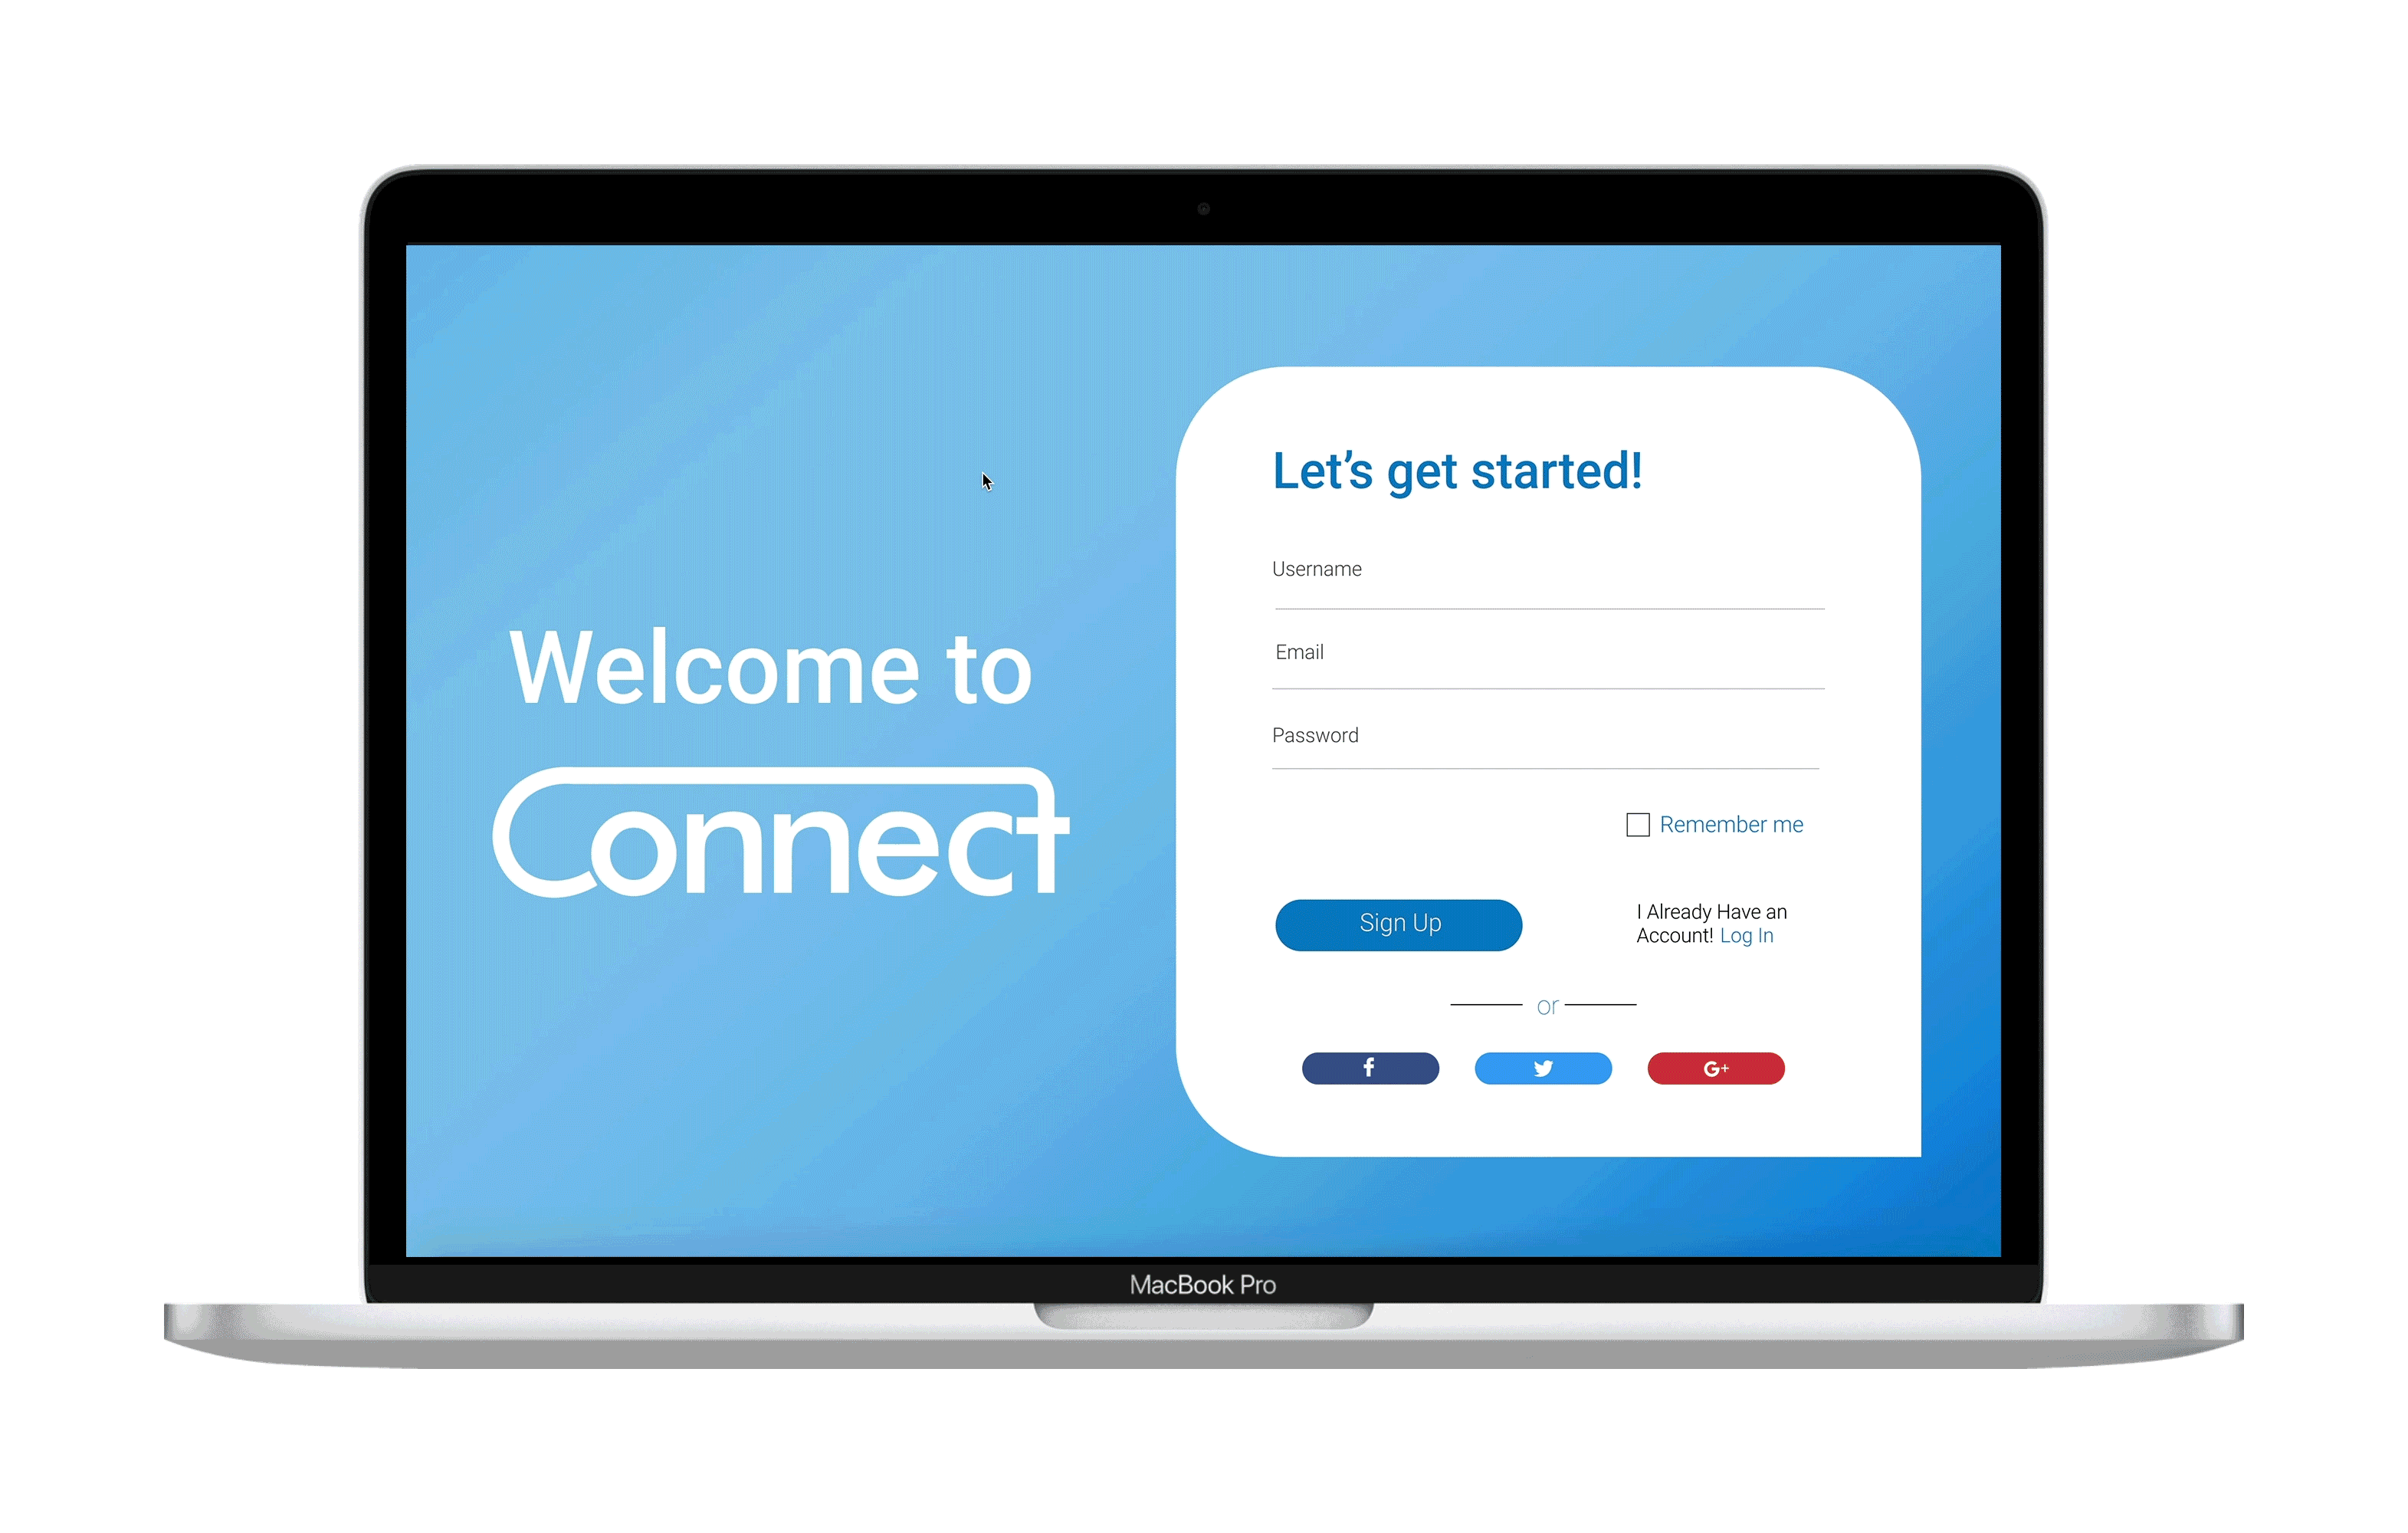 Welcome to
Connect
Let’s get started!
Username
Email
Password
Remember me
Sign Up
I Already Have an
Account! Log In
or
f
G+
MacBook Pro